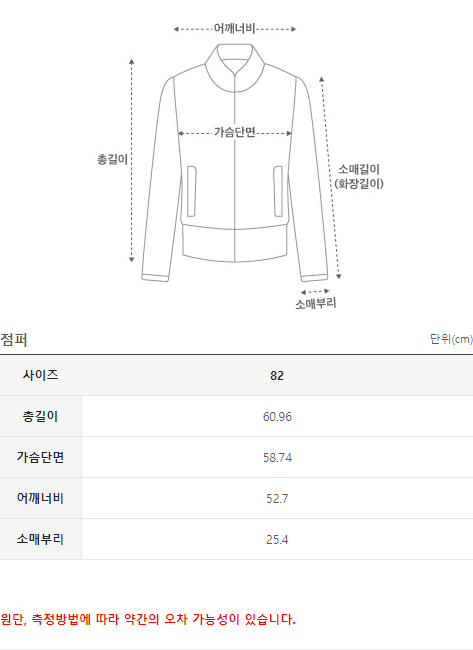 어깨너비
가슴단면
총길이
소매길이
(화장길이)
소매부리
점퍼 단위(cm)
사이즈 82
총길이 60.96
가슴단면 58.74
어깨너비 52.7
소매부리 25.4
원단, 측정방법에 따라 약간의 오차 가능성이 있습니다.